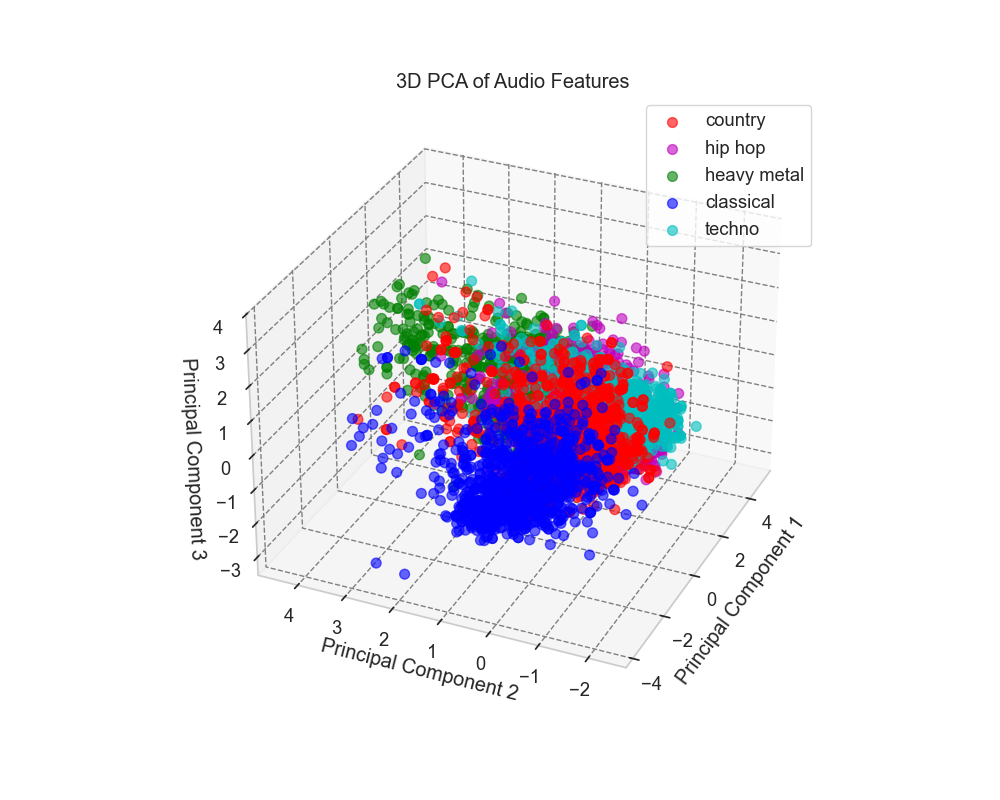 3D PCA of Audio Features
country
hip hop
heavy metal
classical
techno
4
3
2
1
0
−1
−2
−3
Principal Component 3
4
3
2
1
0
−1
−2
Principal Component 2
4
2
0
−2
−4
Principal Component 1